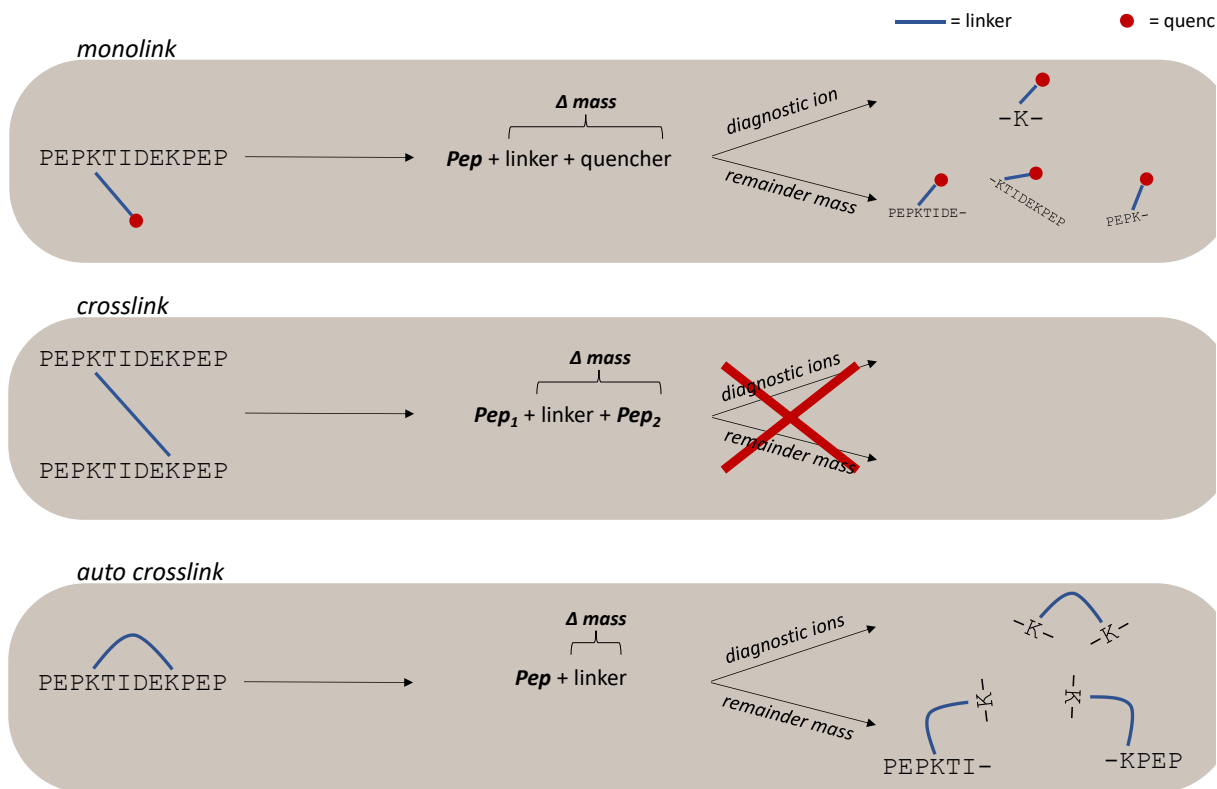 = linker
= quenc
monolink
Δ mass
diagnostic ion
-K-
PEPKTIDEKPEP
Pep + linker + quencher
remainder mass
PEPKTIDE-
-KTIDEKPEP
PEPK-
crosslink
PEPKTIDEKPEP
Δ mass
diagnostic ions
Pep1 + linker + Pep2
remainder mass
PEPKTIDEKPEP
auto crosslink
Δ mass
diagnostic ions
-K-
-K-
PEPKTIDEKPEP
Pep + linker
remainder mass
-K-
-K-
PEPKTI-
-KPEP